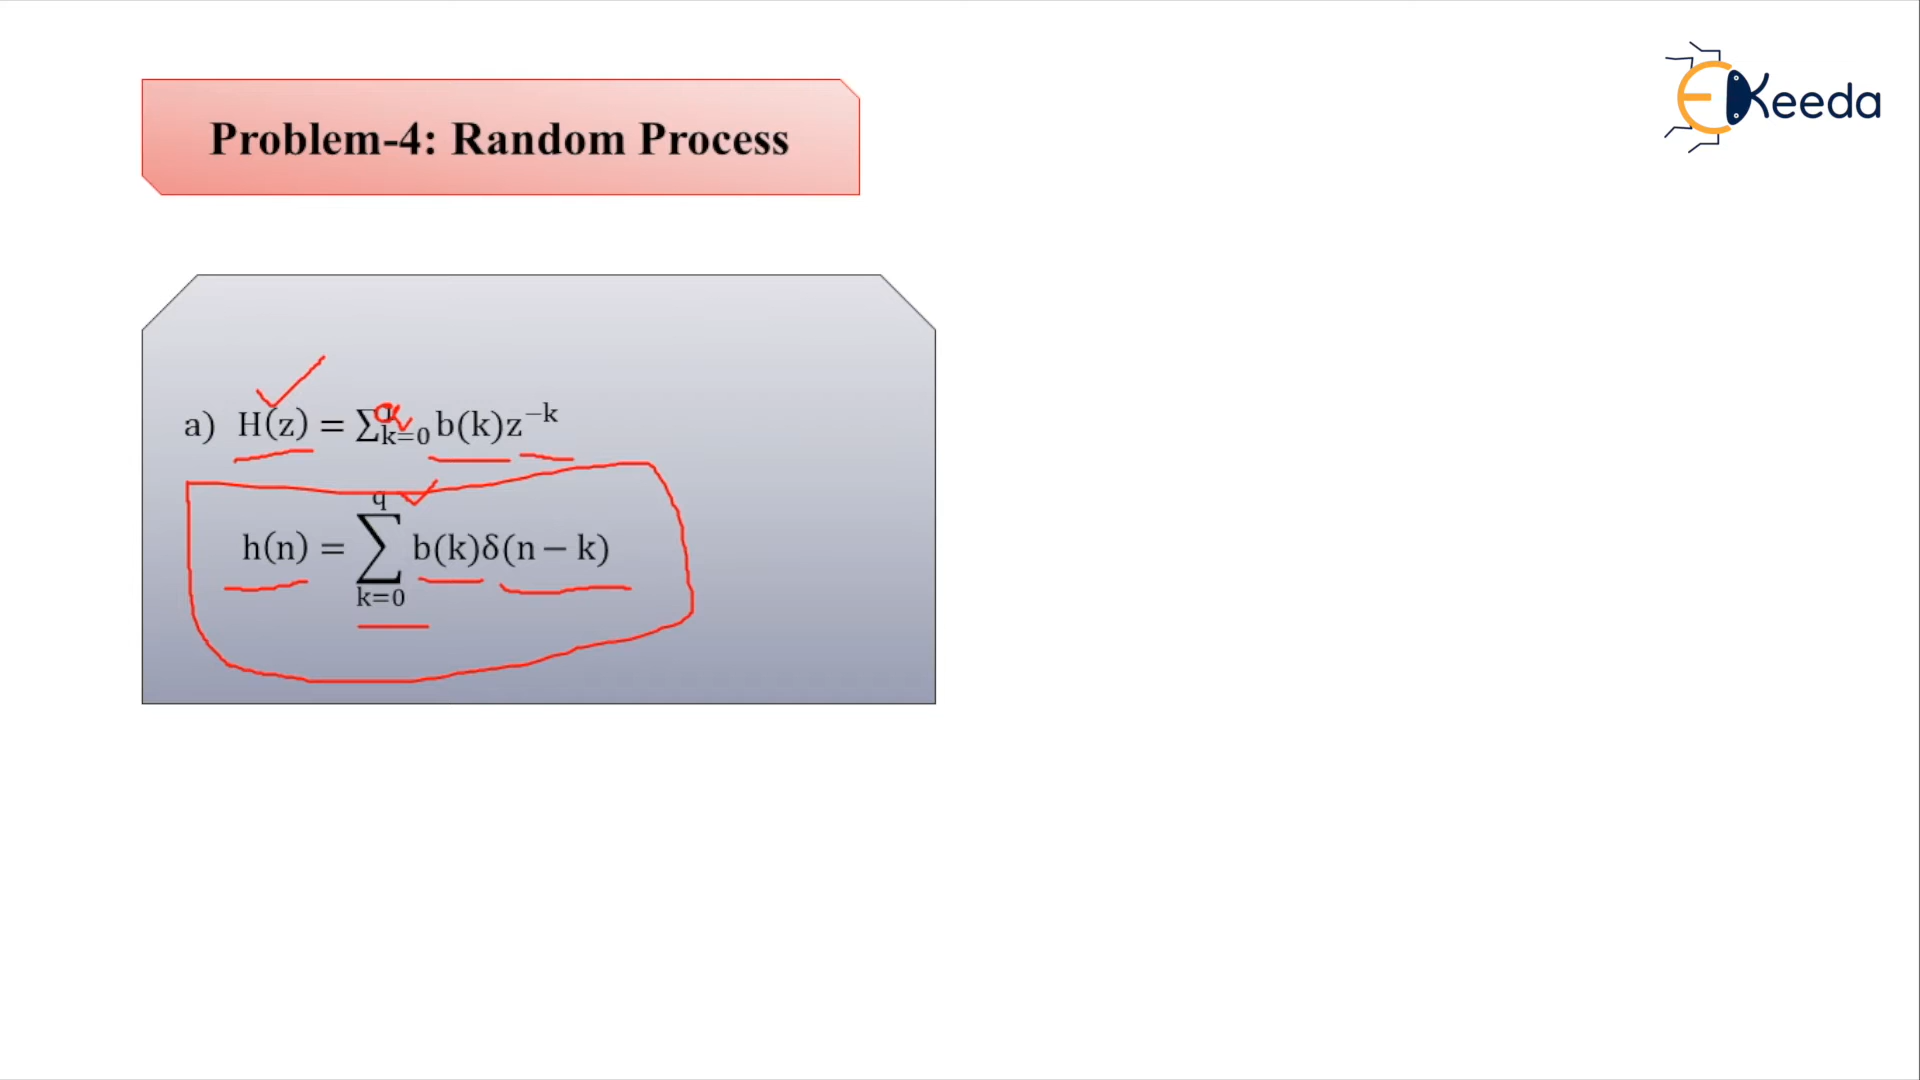 Problem-4: Random Process
EKeeda
a) H(z) = ∑_{k=0}^{q} b(k)z^{−k}
h(n) = ∑_{k=0}^{q} b(k)δ(n − k)